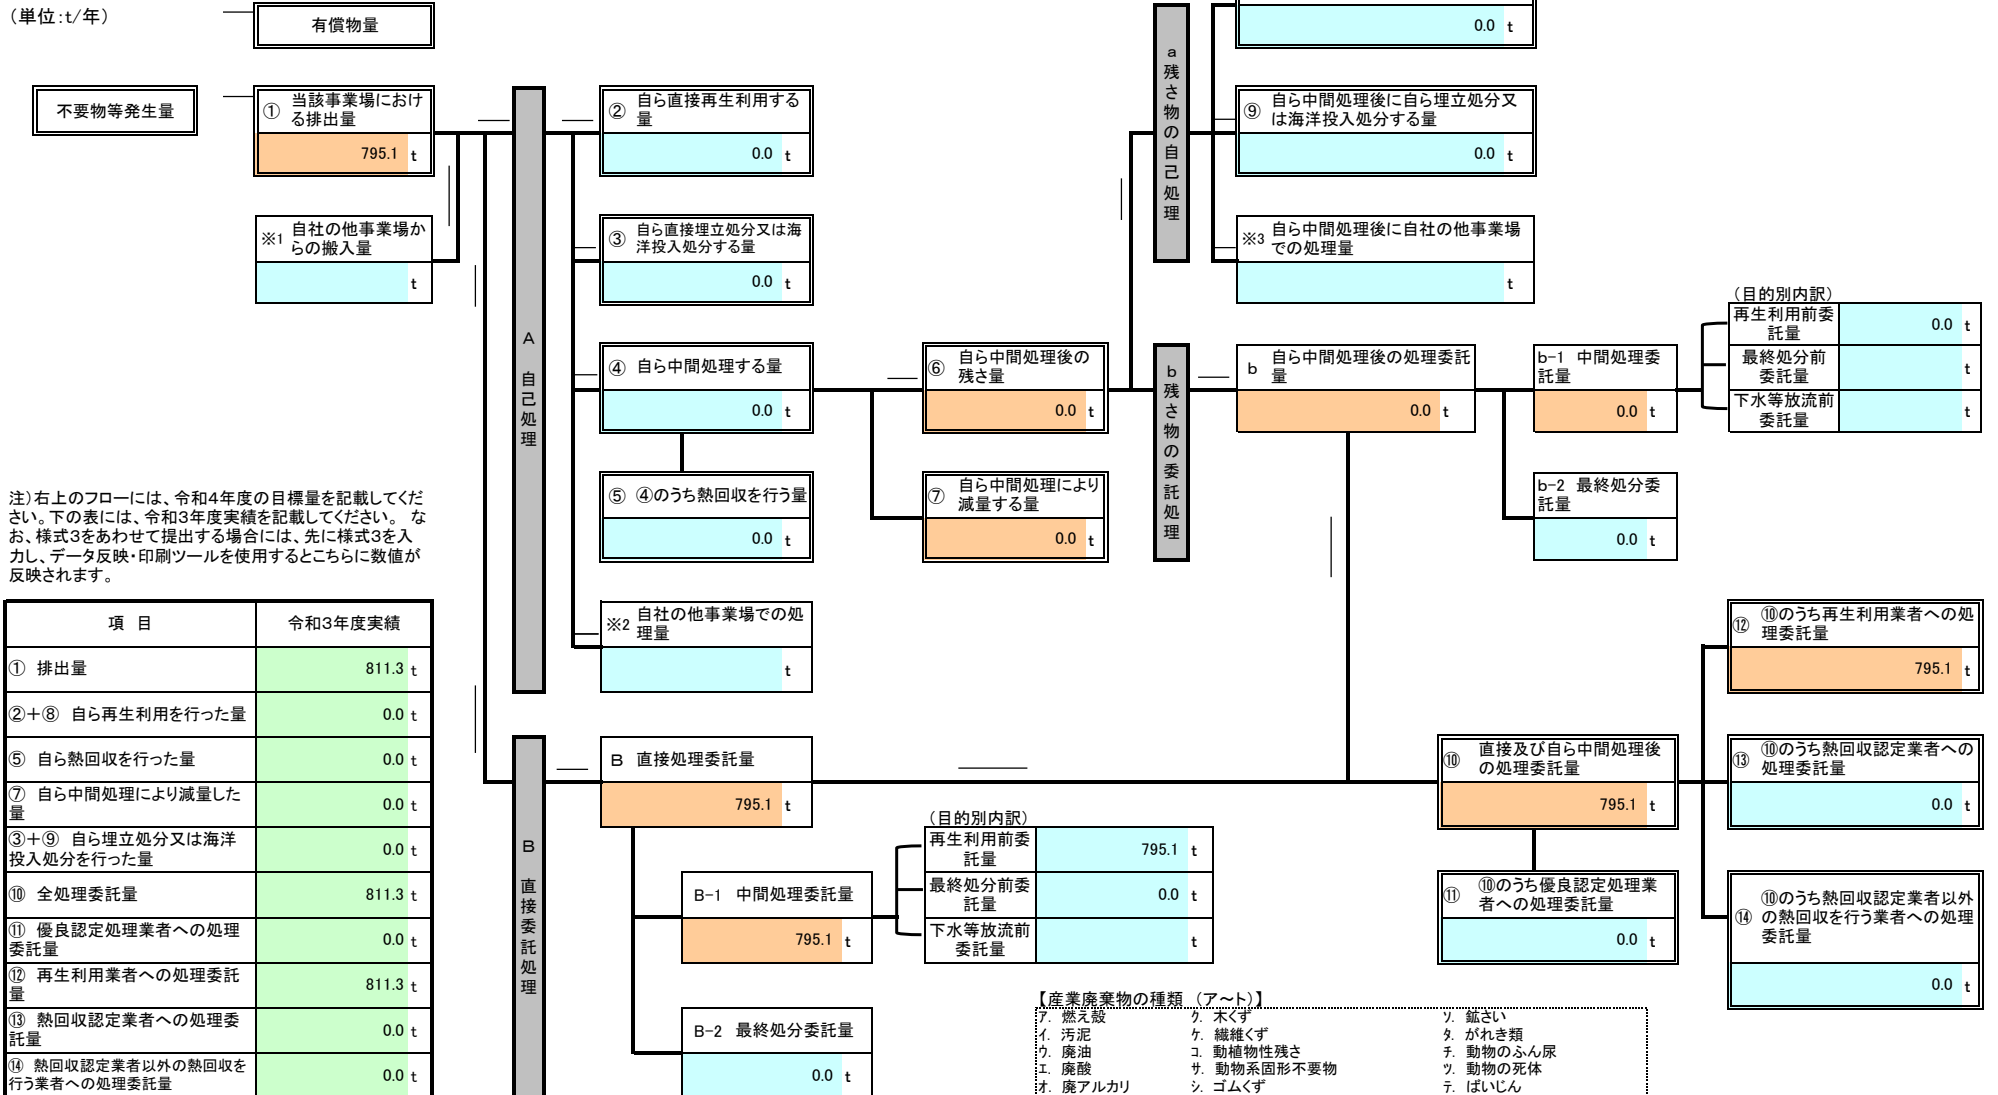 (単位:t/年)
有償物量
不要物等発生量
① 当該事業場におけ
る排出量
795.1 t
※1 自社の他事業場か
らの搬入量
t
A 自己処理
② 自ら直接再生利用する
量
0.0 t
③ 自ら直接埋立処分又は海
洋投入処分する量
0.0 t
④ 自ら中間処理する量
0.0 t
⑤ ④のうち熱回収を行う量
0.0 t
※2 自社の他事業場での処
理量
t
⑥ 自ら中間処理後の
残さ量
0.0 t
⑦ 自ら中間処理により
減量する量
0.0 t
a 残さ物の自己処理
0.0 t
⑨ 自ら中間処理後に自ら埋立処分又
は海洋投入処分する量
0.0 t
※3 自ら中間処理後に自社の他事業場
での処理量
t
b 残さ物の委託処理
b 自ら中間処理後の処理委託
量
0.0 t
b-1 中間処理委
託量
0.0 t
b-2 最終処分委
託量
0.0 t
(目的別内訳)
再生利用前委
託量
0.0 t
最終処分前
委託量
t
下水等放流前
委託量
t
注)右上のフローには、令和4年度の目標量を記載してくだ
さい。下の表には、令和3年度実績を記載してください。 な
お、様式3をあわせて提出する場合には、先に様式3を入
力し、データ反映・印刷ツールを使用するとこちらに数値が
反映されます。
項 目 令和3年度実績
① 排出量 811.3 t
②+⑧ 自ら再生利用を行った量 0.0 t
⑤ 自ら熱回収を行った量 0.0 t
⑦ 自ら中間処理により減量した
量 0.0 t
③+⑨ 自ら埋立処分又は海洋
投入処分を行った量 0.0 t
⑩ 全処理委託量 811.3 t
⑪ 優良認定処理業者への処理
委託量 0.0 t
⑫ 再生利用業者への処理委託
量 811.3 t
⑬ 熱回収認定業者への処理委
託量 0.0 t
⑭ 熱回収認定業者以外の熱回収を
行う業者への処理委託量 0.0 t
B 直接委託処理
B 直接処理委託量
795.1 t
B-1 中間処理委託量
795.1 t
B-2 最終処分委託量
0.0 t
(目的別内訳)
再生利用前委
託量
795.1 t
最終処分前委
託量
0.0 t
下水等放流前
委託量
t
⑩ 直接及び自ら中間処理後
の処理委託量
795.1 t
⑪ ⑩のうち優良認定処理業
者への処理委託量
0.0 t
⑫ ⑩のうち再生利用業者への処
理委託量
795.1 t
⑬ ⑩のうち熱回収認定業者への
処理委託量
0.0 t
⑭ ⑩のうち熱回収認定業者以外
の熱回収を行う業者への処理
委託量
0.0 t
【産業廃棄物の種類 (ア~ト)】
ア. 燃え殻 ク. 木くず ソ. 鉱さい
イ. 汚泥 ケ. 繊維くず タ. がれき類
ウ. 廃油 コ. 動植物性残さ チ. 動物のふん尿
エ. 廃酸 サ. 動物系固形不要物 ツ. 動物の死体
オ. 廃アルカリ シ. ゴムくず テ. ばいじん